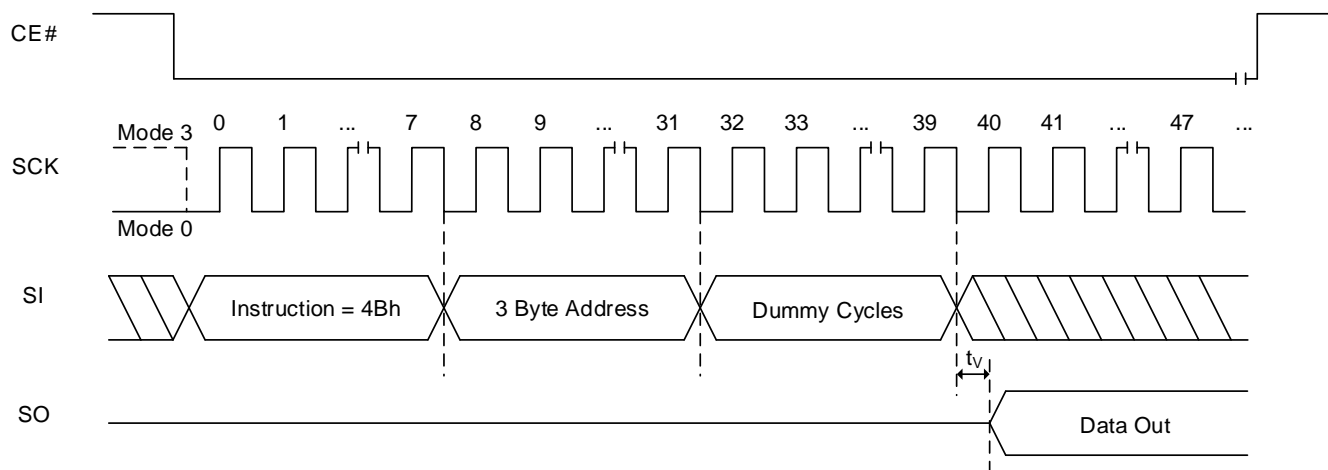 CE#
Mode 3
0 1 ... 7 8 9 ... 31 32 33 ... 39 40 41 ... 47 ...
SCK
Mode 0
SI
Instruction = 4Bh
3 Byte Address
Dummy Cycles
tV
SO
Data Out